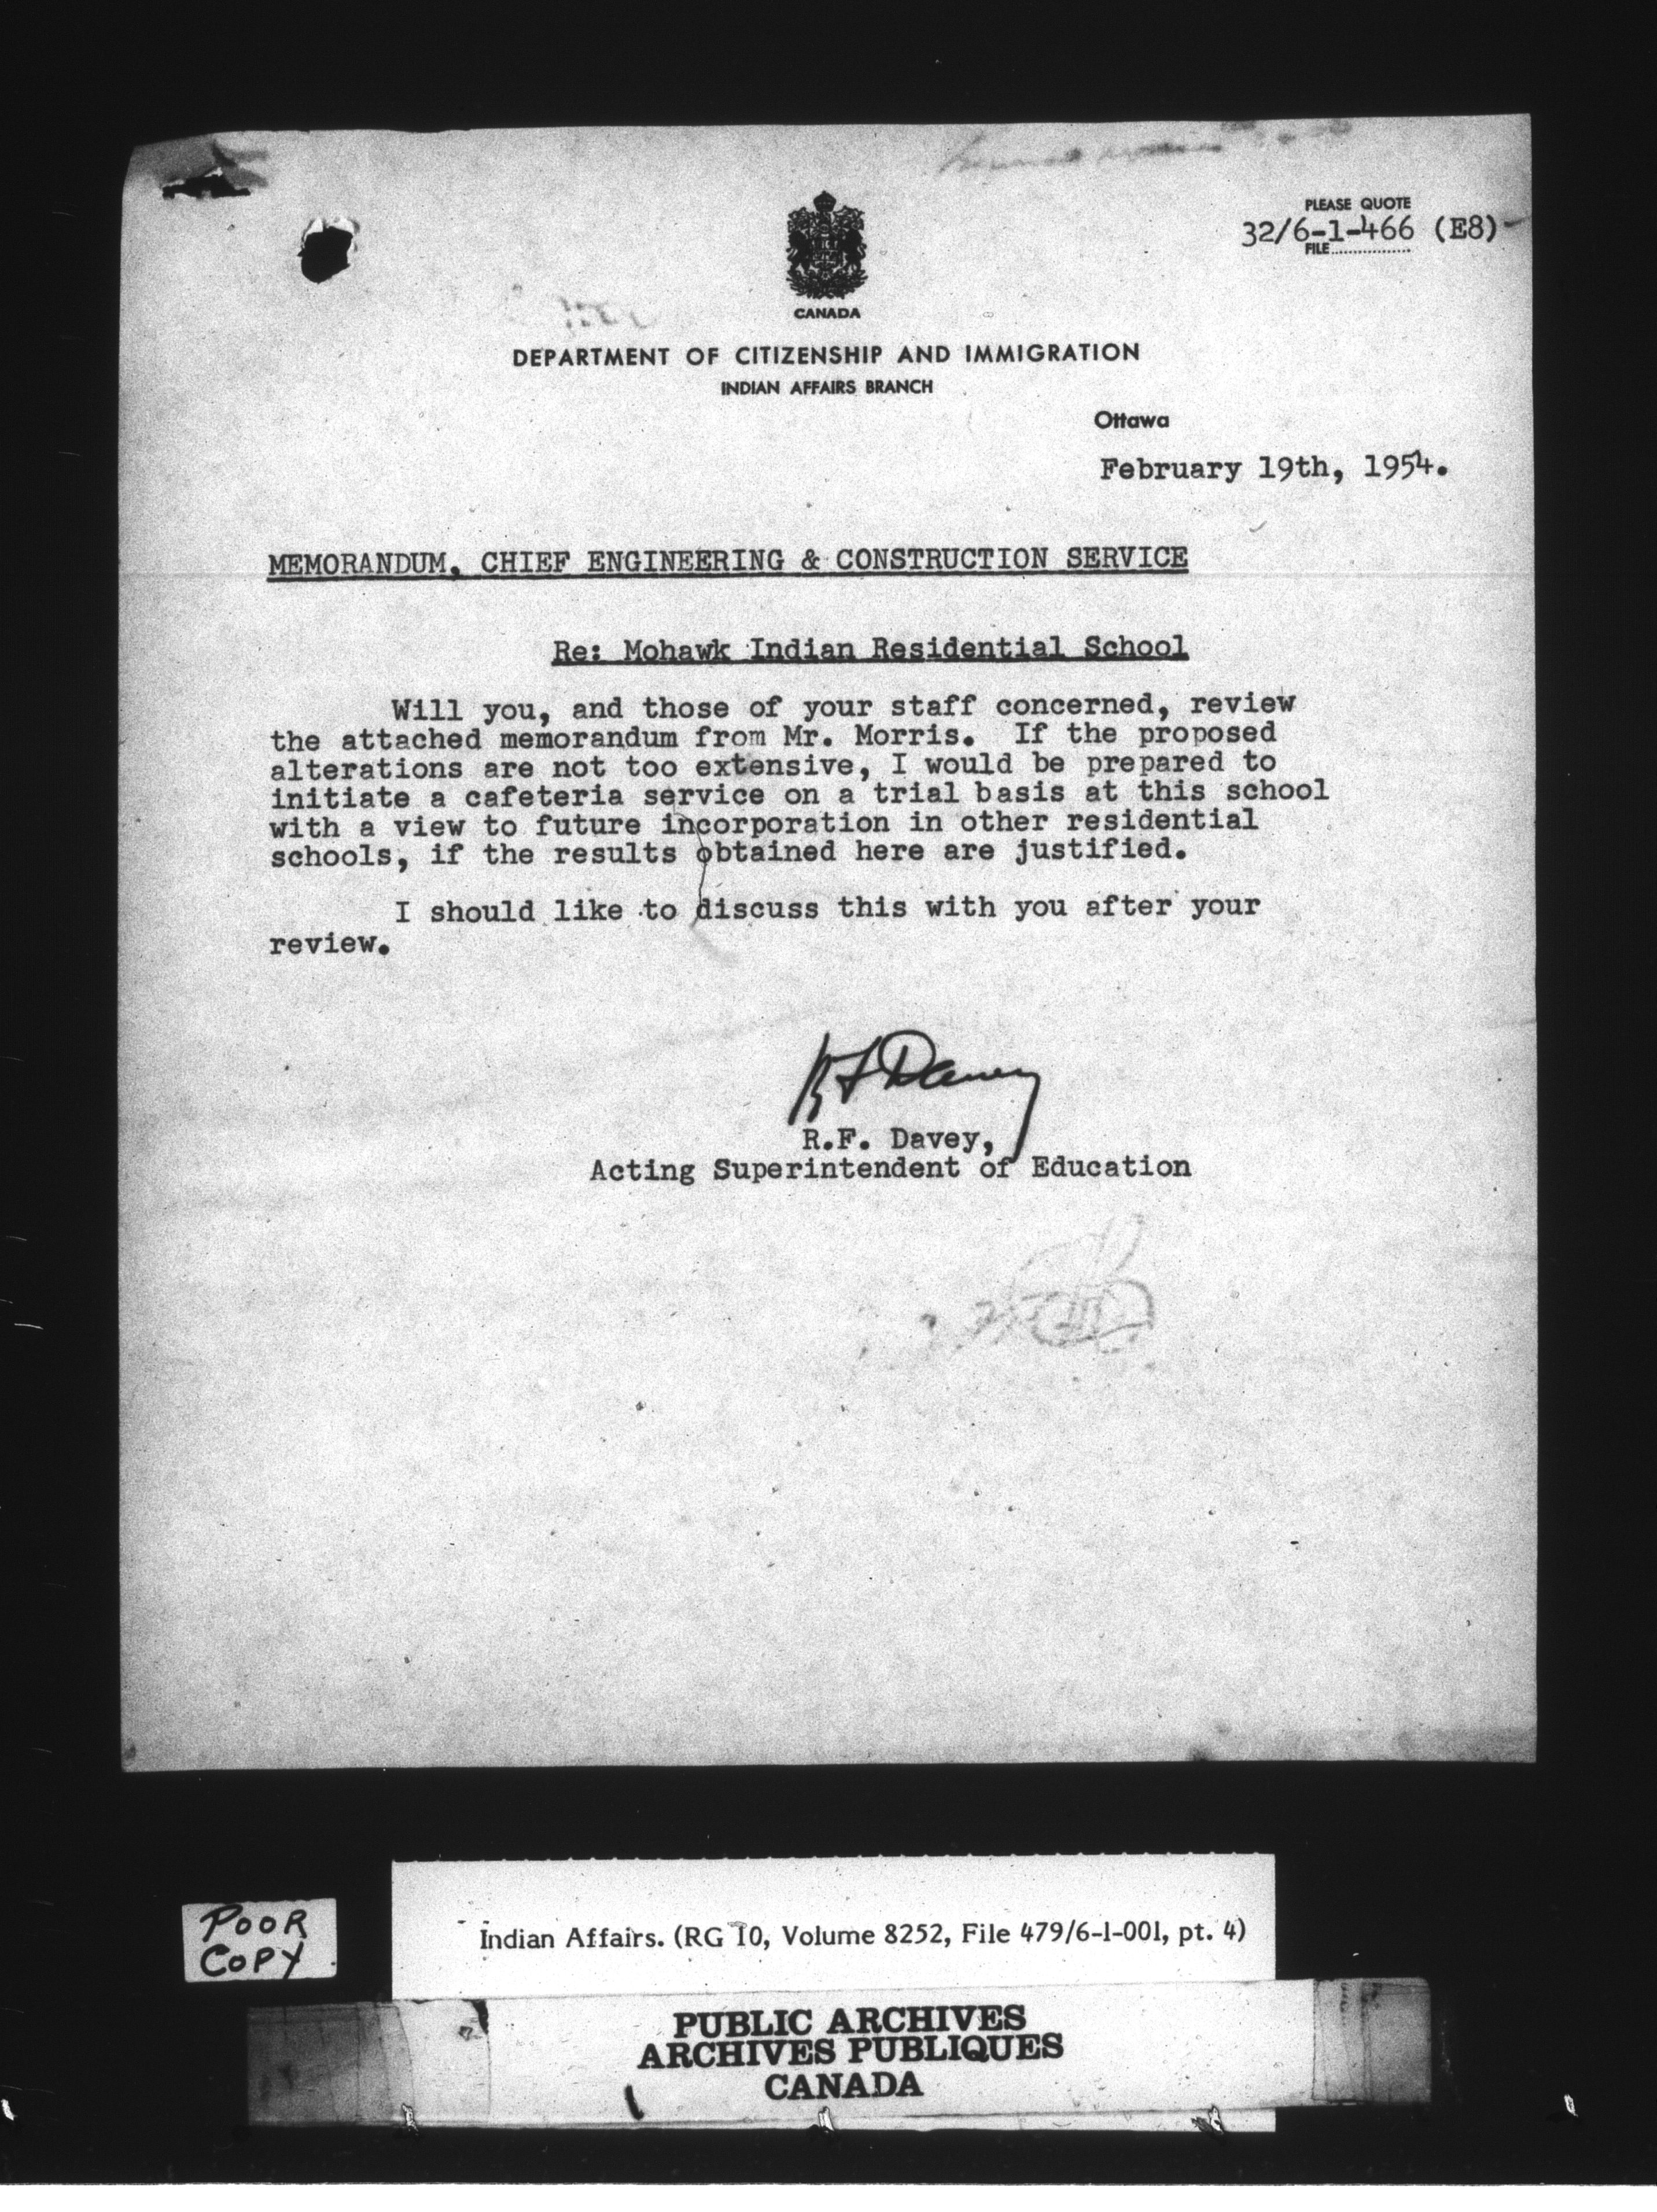 PLEASE QUOTE
32/6-1-466 (E8)
FILE.................
CANADA
DEPARTMENT OF CITIZENSHIP AND IMMIGRATION
INDIAN AFFAIRS BRANCH
Ottawa
February 19th, 1954.
MEMORANDUM, CHIEF ENGINEERING & CONSTRUCTION SERVICE
Re: Mohawk Indian Residential School
Will you, and those of your staff concerned, review
the attached memorandum from Mr. Morris. If the proposed
alterations are not too extensive, I would be prepared to
initiate a cafeteria service on a trial basis at this school
with a view to future incorporation in other residential
schools, if the results obtained here are justified.
I should like to discuss this with you after your
review.
RF Davey
R.F. Davey,
Acting Superintendent of Education
POOR
COPY
Indian Affairs. (RG 10, Volume 8252, File 479/6-1-001, pt. 4)
PUBLIC ARCHIVES
ARCHIVES PUBLIQUES
CANADA